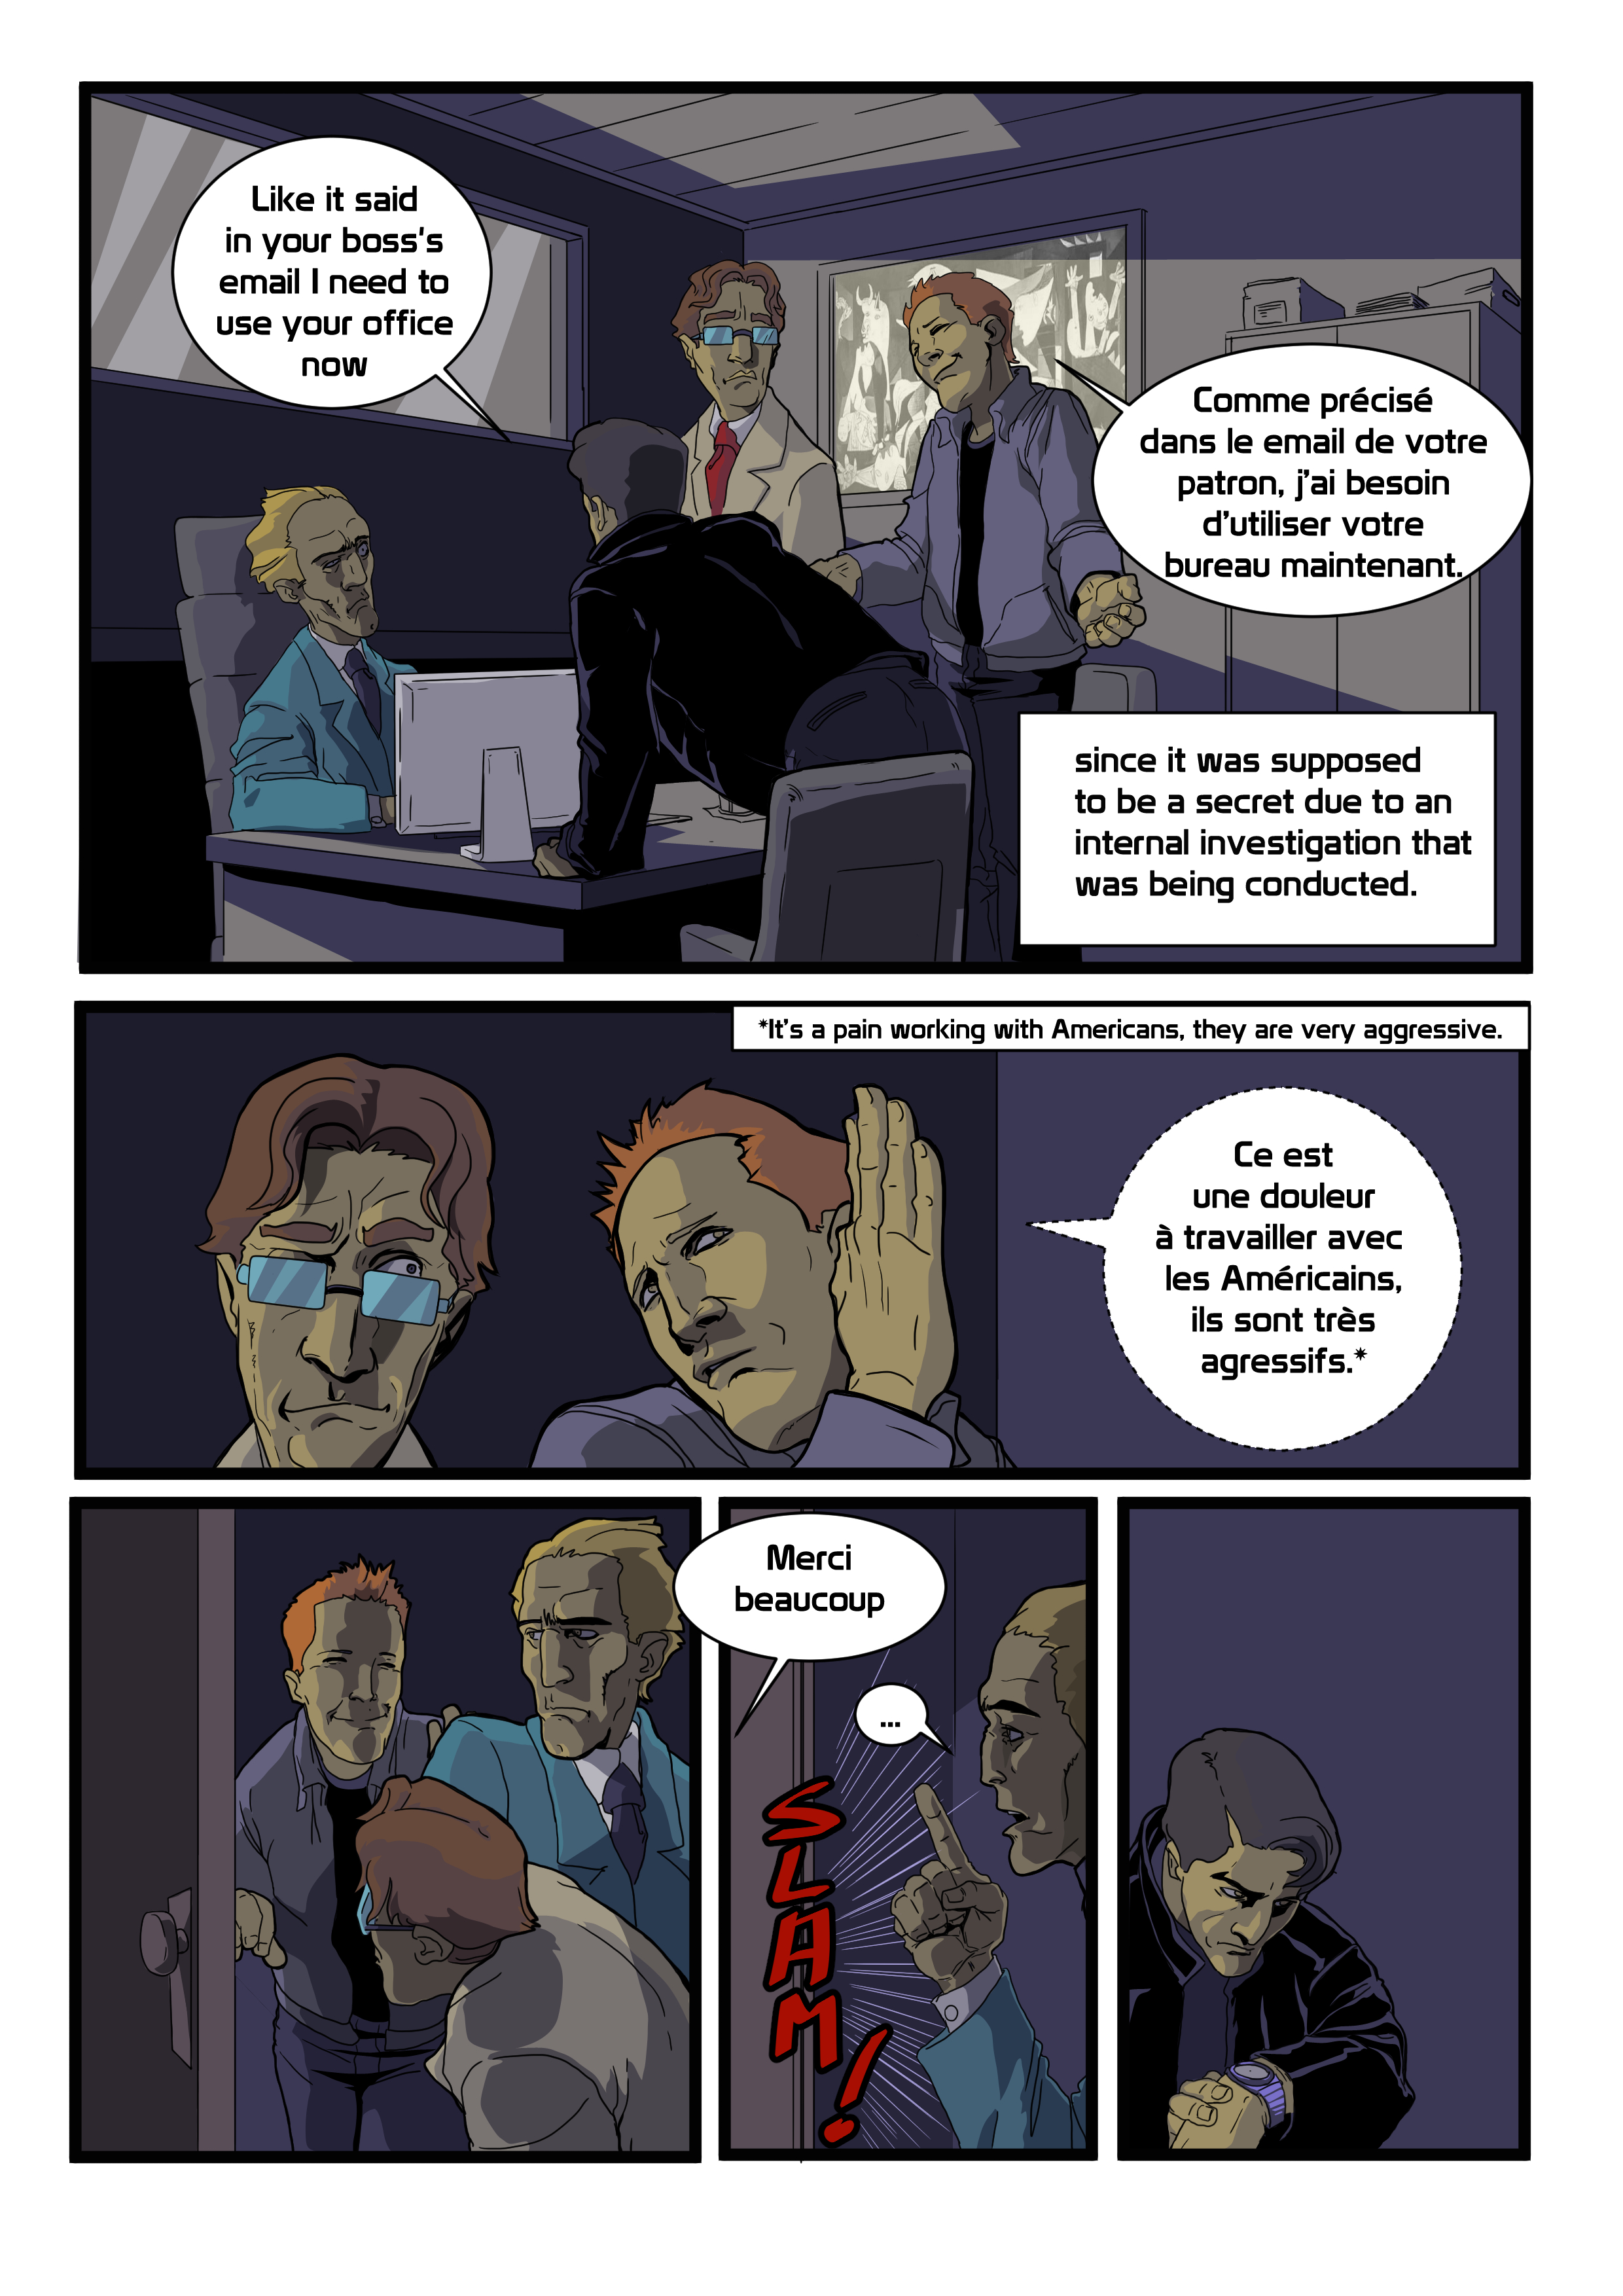 Like it said
in your boss's
email I need to
use your office
now
Comme précisé
dans le email de votre
patron, j'ai besoin
d'utiliser votre
bureau maintenant.
since it was supposed
to be a secret due to an
internal investigation that
was being conducted.
*It's a pain working with Americans, they are very aggressive.
Ce est
une douleur
à travailler avec
les Américains,
ils sont très
agressifs.*
Merci
beaucoup
...
SLAM!